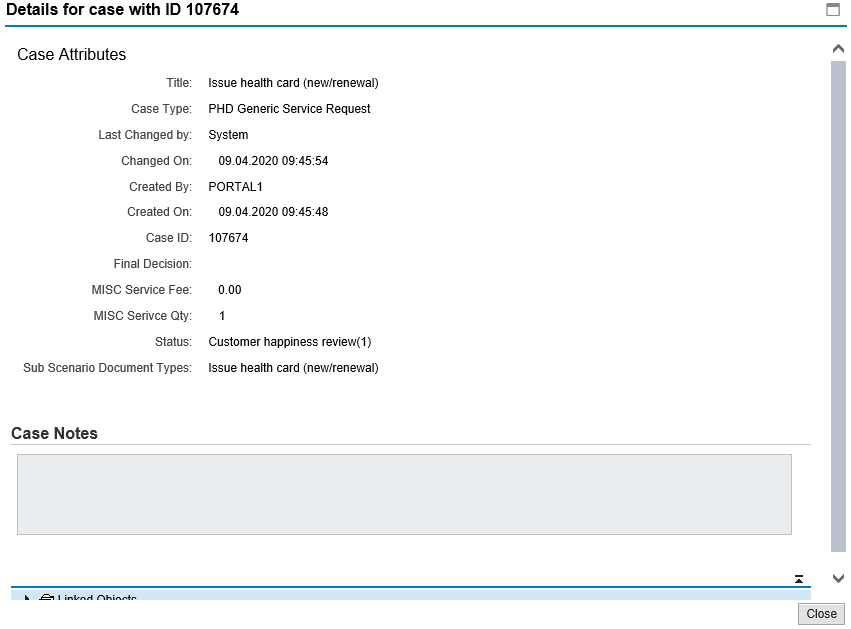 Details for case with ID 107674
Case Attributes
Title: Issue health card (new/renewal)
Case Type: PHD Generic Service Request
Last Changed by: System
Changed On: 09.04.2020 09:45:54
Created By: PORTAL1
Created On: 09.04.2020 09:45:48
Case ID: 107674
Final Decision:
MISC Service Fee: 0.00
MISC Serivce Qty: 1
Status: Customer happiness review(1)
Sub Scenario Document Types: Issue health card (new/renewal)
Case Notes
Linked Objects
Close